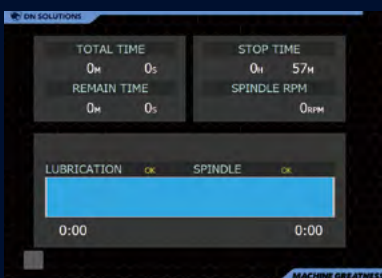 DN SOLUTIONS
TOTAL TIME
0M 0S
REMAIN TIME
0M 0S
STOP TIME
0H 57M
SPINDLE RPM
0RPM
LUBRICATION OK SPINDLE OK
0:00 0:00
MACHINE GREATNESS